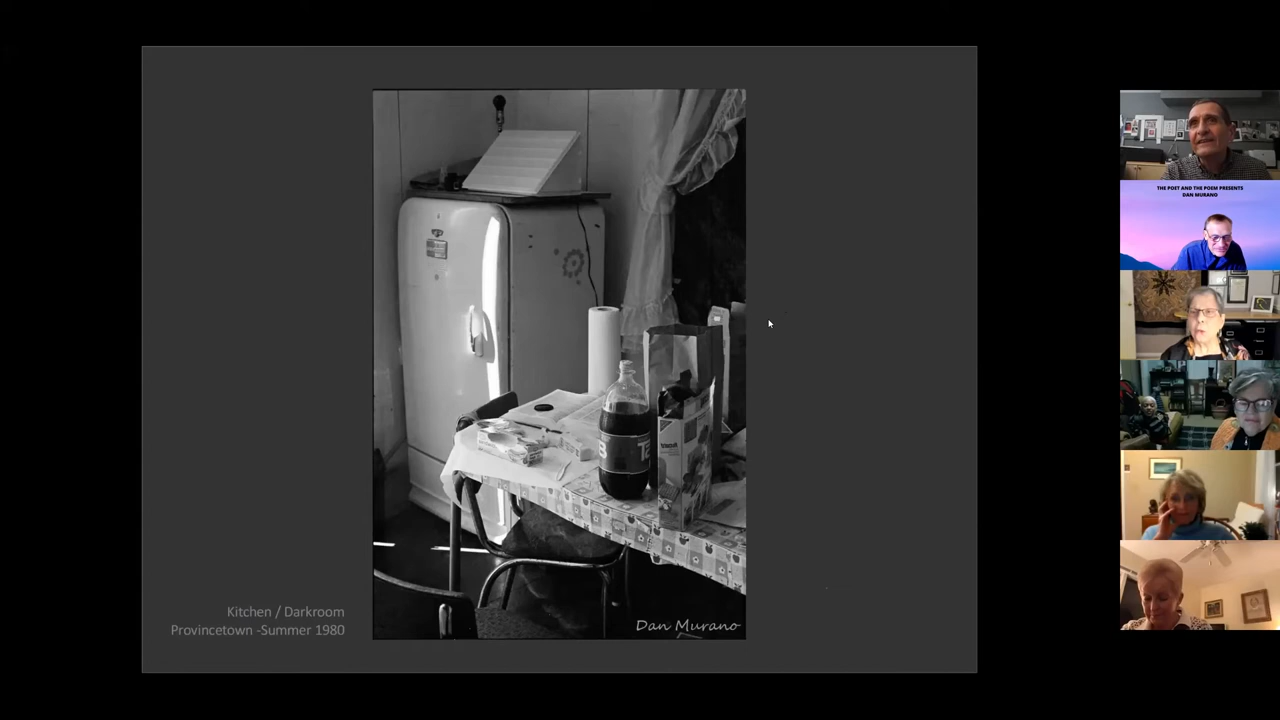 THE POET AND THE POEM PRESENTS
DAN MURANO
Kitchen / Darkroom
Provincetown -Summer 1980
Dan Murano